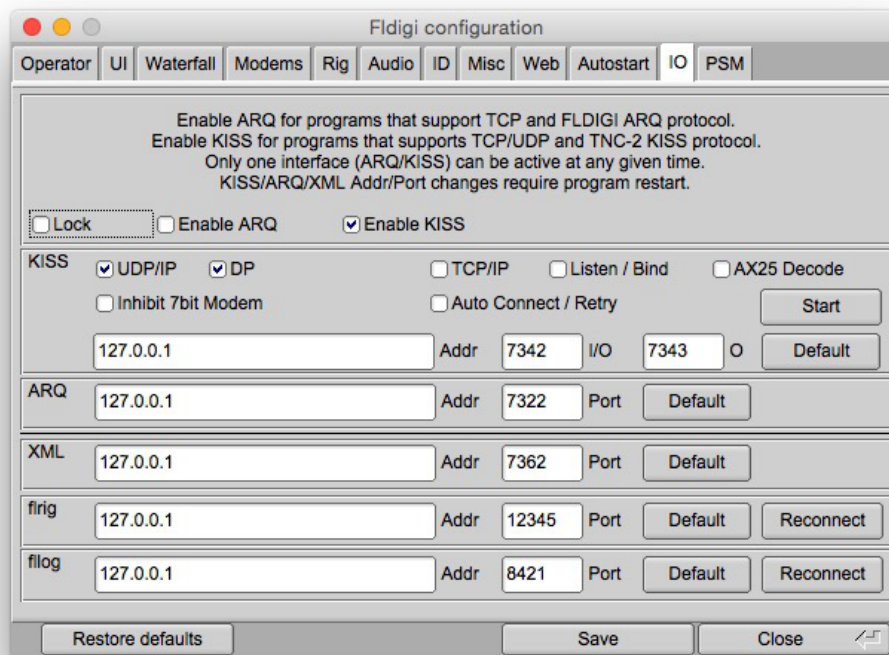 Fldigi configuration
Operator UI Waterfall Modems Rig Audio ID Misc Web Autostart IO PSM
Enable ARQ for programs that support TCP and FLDIGI ARQ protocol.
Enable KISS for programs that supports TCP/UDP and TNC-2 KISS protocol.
Only one interface (ARQ/KISS) can be active at any given time.
KISS/ARQ/XML Addr/Port changes require program restart.
Lock Enable ARQ Enable KISS
KISS UDP/IP DP TCP/IP Listen / Bind AX25 Decode
Inhibit 7bit Modem Auto Connect / Retry Start
127.0.0.1 Addr 7342 I/O 7343 O Default
ARQ 127.0.0.1 Addr 7322 Port Default
XML 127.0.0.1 Addr 7362 Port Default
flrig 127.0.0.1 Addr 12345 Port Default Reconnect
fllog 127.0.0.1 Addr 8421 Port Default Reconnect
Restore defaults Save Close